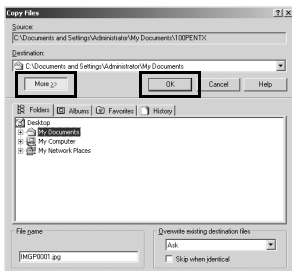 Copy Files
Source:
C:\Documents and Settings\Administrator\My Documents\100PENTX
Destination:
C:\Documents and Settings\Administrator\My Documents
More >> OK Cancel Help
Folders Albums Favorites History
Desktop
My Documents
My Computer
My Network Places
File name Overwrite existing destination files
Ask
IMGP0001.jpg Skip when identical